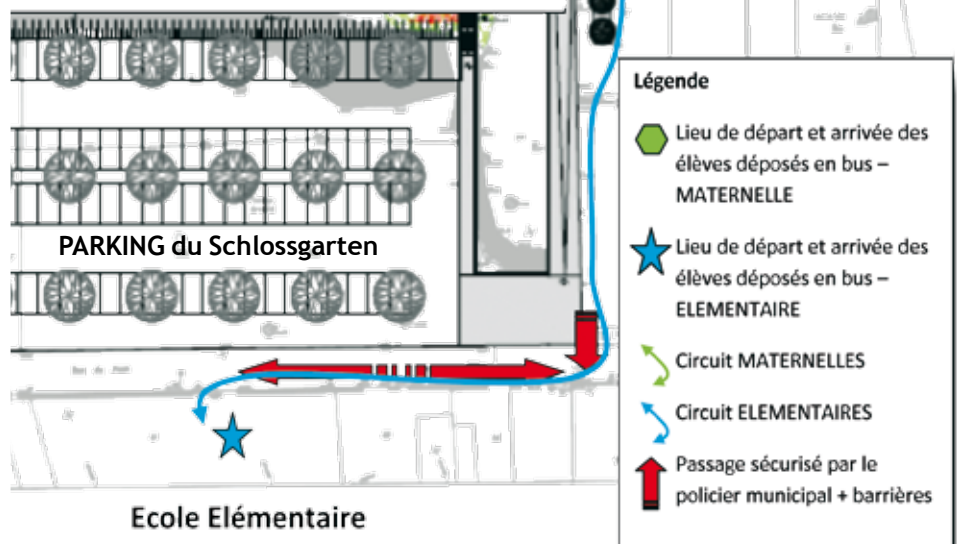 Légende
Lieu de départ et arrivée des
élèves déposés en bus –
MATERNELLE
Lieu de départ et arrivée des
élèves déposés en bus –
ELEMENTAIRE
Circuit MATERNELLES
Circuit ELEMENTAIRES
Passage sécurisé par le
policier municipal + barrières
PARKING du Schlossgarten
Ecole Elémentaire